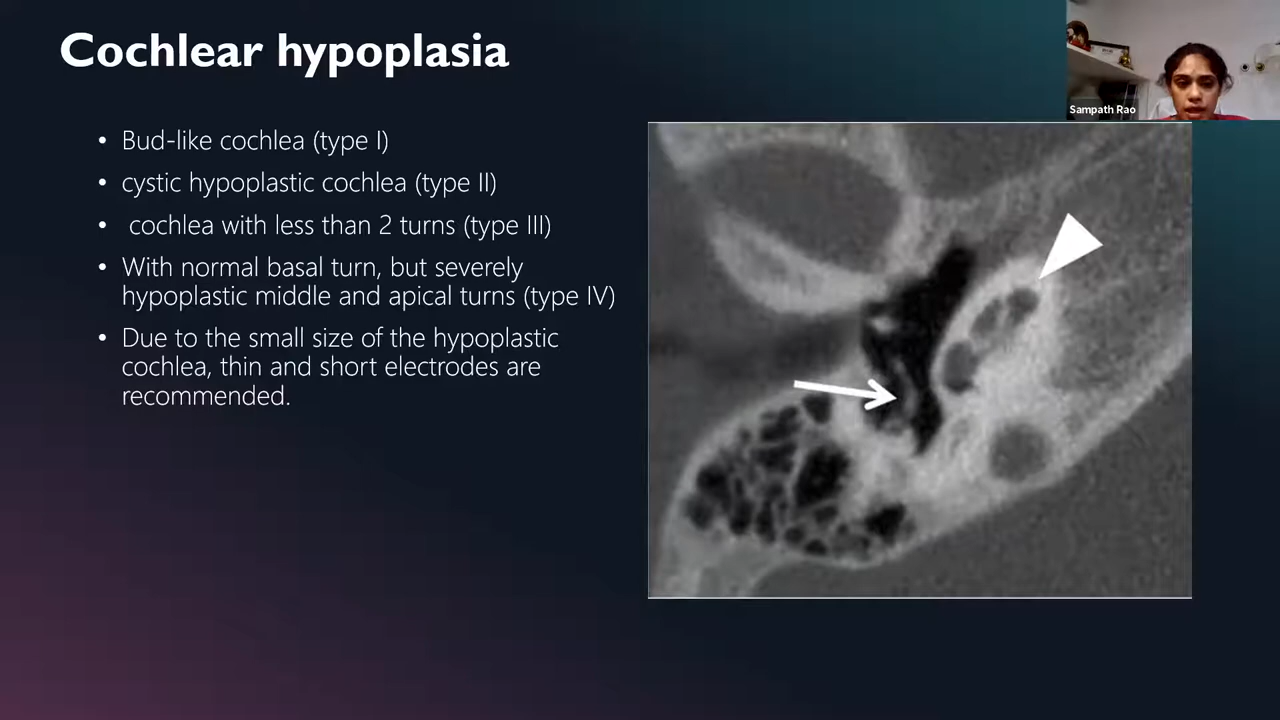 Cochlear hypoplasia
Sampath Rao
• Bud-like cochlea (type I)
• cystic hypoplastic cochlea (type II)
• cochlea with less than 2 turns (type III)
• With normal basal turn, but severely
hypoplastic middle and apical turns (type IV)
• Due to the small size of the hypoplastic
cochlea, thin and short electrodes are
recommended.